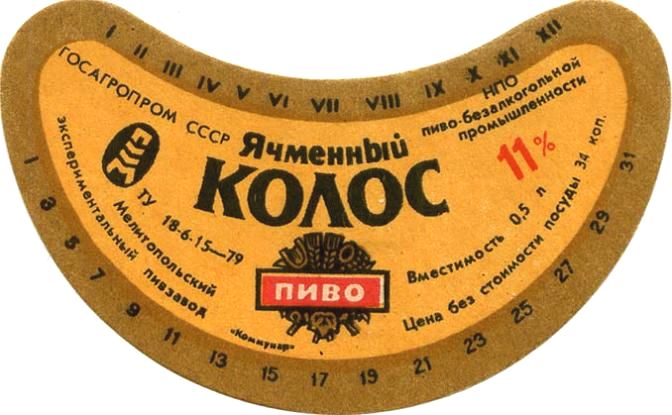 I II III IV V VI VII VIII IX X XI XII
ГОСАГРОПРОМ СССР
НПО
пиво-безалкогольной
промышленности
Ячменный
КОЛОС
11%
ТУ 18-6-15—79
Мелитопольский
экспериментальный пивзавод
«Коммунар»
ПИВО
Вместимость 0,5 л
Цена без стоимости посуды 34 коп.
1 3 5 7 9 11 13 15 17 19 21 23 25 27 29 31